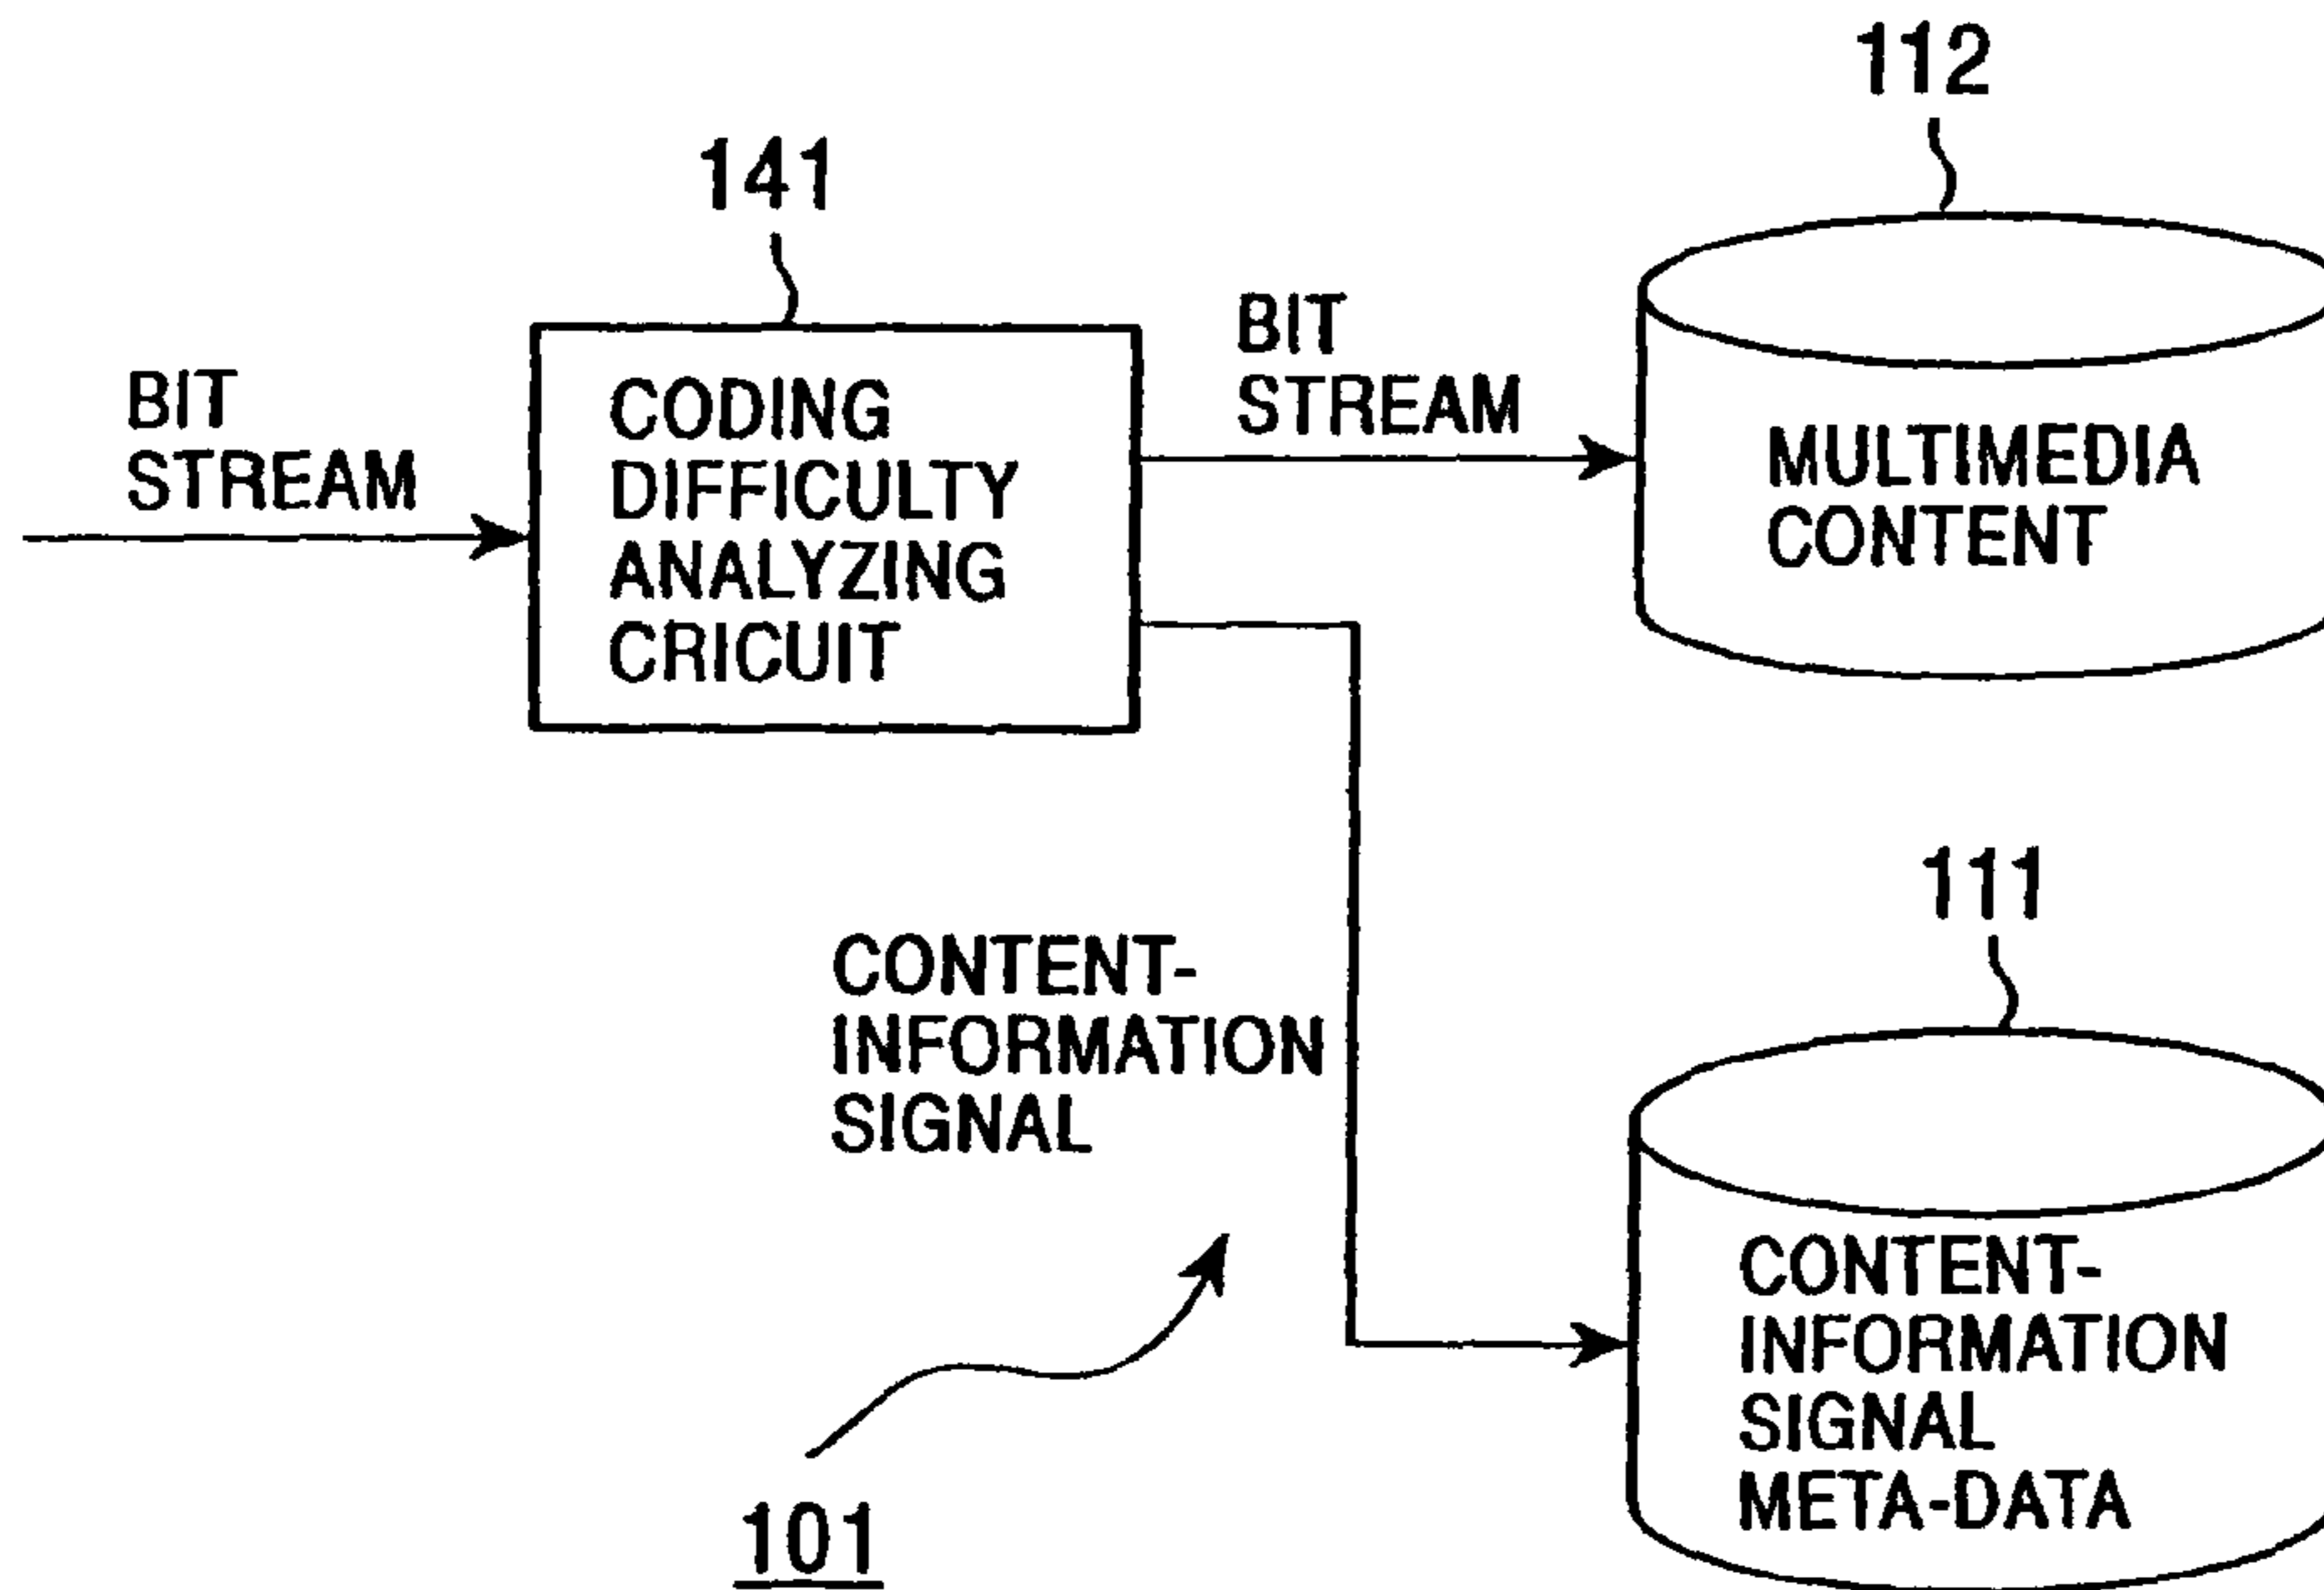 112
141
BIT
STREAM
CODING
DIFFICULTY
ANALYZING
CRICUIT
BIT
STREAM
MULTIMEDIA
CONTENT
111
CONTENT-
INFORMATION
SIGNAL
CONTENT-
INFORMATION
SIGNAL
META-DATA
101